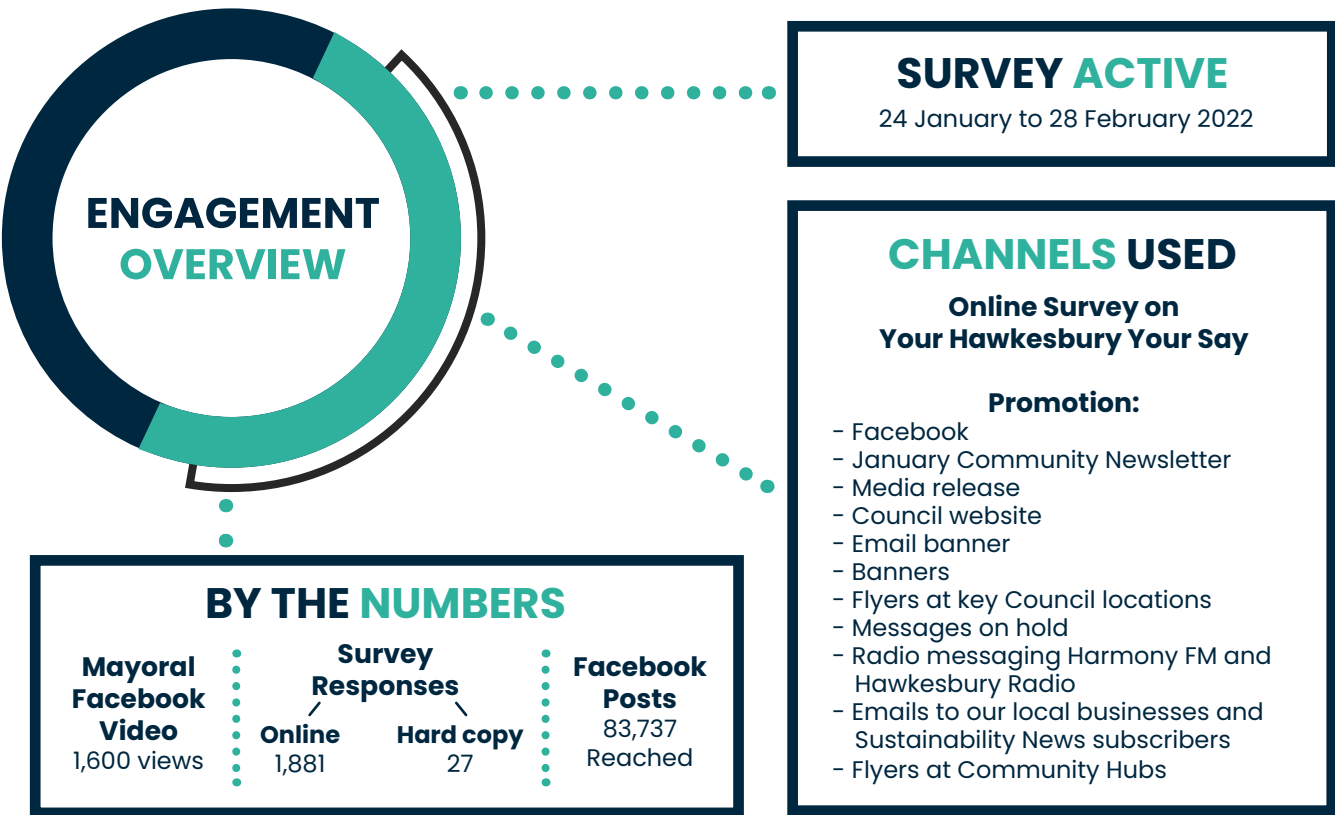 ENGAGEMENT
OVERVIEW
SURVEY ACTIVE
24 January to 28 February 2022
CHANNELS USED
Online Survey on
Your Hawkesbury Your Say
Promotion:
- Facebook
- January Community Newsletter
- Media release
- Council website
- Email banner
- Banners
- Flyers at key Council locations
- Messages on hold
- Radio messaging Harmony FM and
Hawkesbury Radio
- Emails to our local businesses and
Sustainability News subscribers
- Flyers at Community Hubs
BY THE NUMBERS
Mayoral
Facebook
Video
1,600 views
Survey
Responses
Online
1,881
Hard copy
27
Facebook
Posts
83,737
Reached